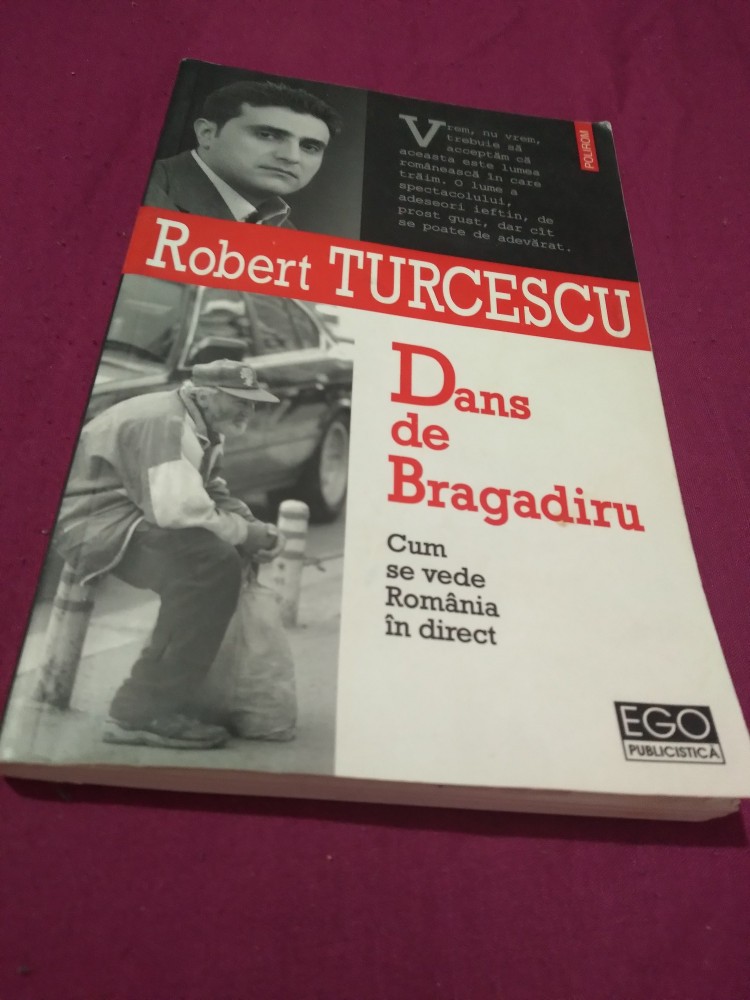 Vrem, nu vrem,
trebuie să
acceptăm că
aceasta este lumea
românească în care
trăim. O lume a
spectacolului,
adeseori ieftin, de
prost gust, dar cît
se poate de adevărat.
POLIROM
Robert TURCESCU
Dans
de
Bragadiru
Cum
se vede
România
în direct
EGO
PUBLICISTICĂ